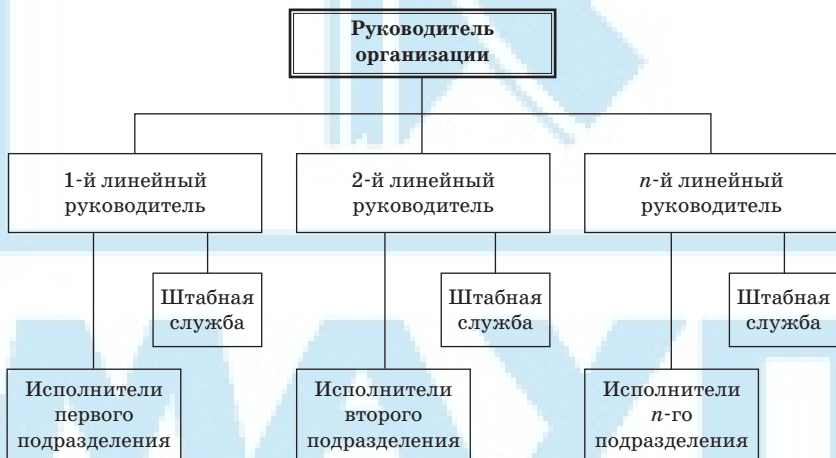 Руководитель
организации
1-й линейный
руководитель
2-й линейный
руководитель
n-й линейный
руководитель
Штабная
служба
Штабная
служба
Штабная
служба
Исполнители
первого
подразделения
Исполнители
второго
подразделения
Исполнители
n-го
подразделения